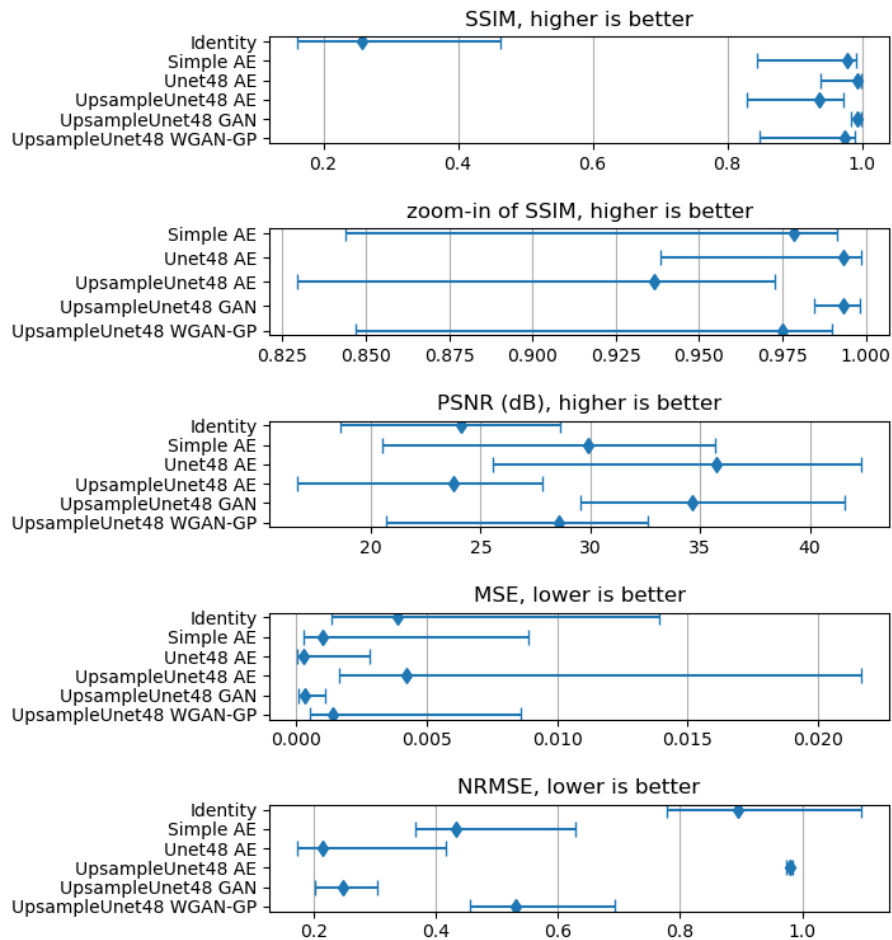 SSIM, higher is better
Identity
Simple AE
Unet48 AE
UpsampleUnet48 AE
UpsampleUnet48 GAN
UpsampleUnet48 WGAN-GP
0.2 0.4 0.6 0.8 1.0
zoom-in of SSIM, higher is better
Simple AE
Unet48 AE
UpsampleUnet48 AE
UpsampleUnet48 GAN
UpsampleUnet48 WGAN-GP
0.825 0.850 0.875 0.900 0.925 0.950 0.975 1.000
PSNR (dB), higher is better
Identity
Simple AE
Unet48 AE
UpsampleUnet48 AE
UpsampleUnet48 GAN
UpsampleUnet48 WGAN-GP
20 25 30 35 40
MSE, lower is better
Identity
Simple AE
Unet48 AE
UpsampleUnet48 AE
UpsampleUnet48 GAN
UpsampleUnet48 WGAN-GP
0.000 0.005 0.010 0.015 0.020
NRMSE, lower is better
Identity
Simple AE
Unet48 AE
UpsampleUnet48 AE
UpsampleUnet48 GAN
UpsampleUnet48 WGAN-GP
0.2 0.4 0.6 0.8 1.0